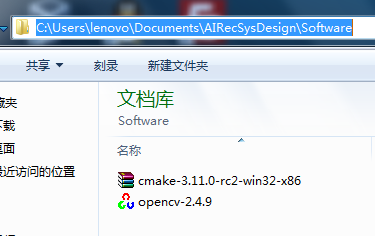 C:\Users\lenovo\Documents\AIRecSysDesign\Software
共享 刻录 新建文件夹
文档库
Software
名称
藏夹
下载
桌面
最近访问的位置
cmake-3.11.0-rc2-win32-x86
opencv-2.4.9